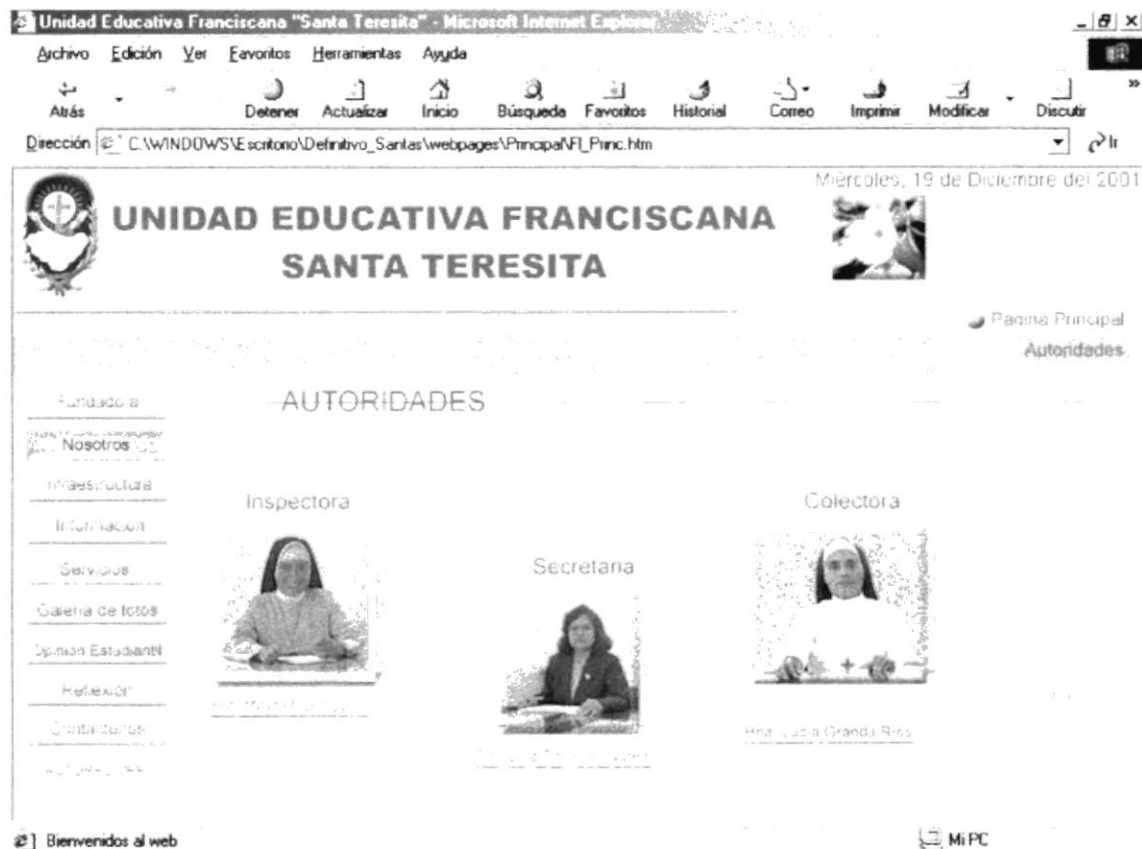 Unidad Educativa Franciscana "Santa Teresita" - Microsoft Internet Explorer
Archivo Edición Ver Favoritos Herramientas Ayuda
Atrás Detener Actualizar Inicio Búsqueda Favoritos Historial Correo Imprimir Modificar Discutir »
Dirección C:\WINDOWS\Escritorio\Definitivo_Santas\webpages\Principal\Fl_Princ.htm Ir
Miércoles, 19 de Diciembre del 2001
UNIDAD EDUCATIVA FRANCISCANA
SANTA TERESITA
Pagina Principal
Autoridades
AUTORIDADES
Fundadora
Nosotros
Infraestructura
Información
Servicios
Galeria de fotos
Opinión Estudiantil
Reflexión
Contáctenos
Inspectora
Secretaria
Colectora
Hna. Lucia Granda
Bienvenidos al web
Mi PC